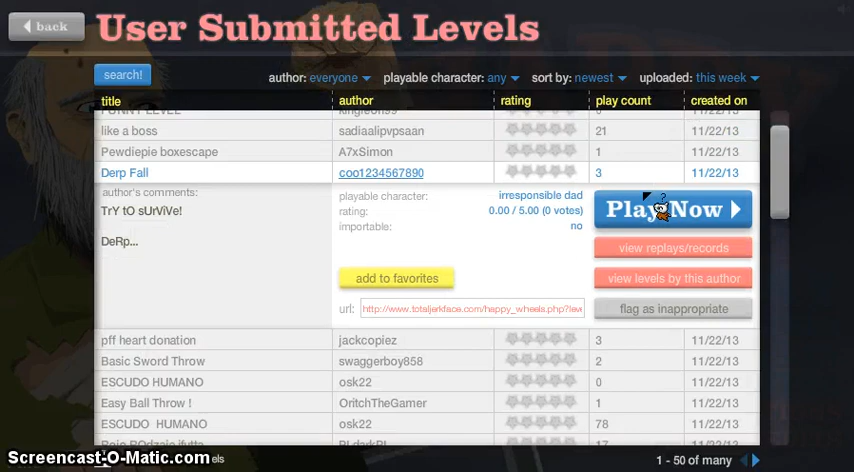 back
User Submitted Levels
search!
author: everyone playable character: any sort by: newest uploaded: this week
title author rating play count created on
FUNNY LEVEL kingleon99
like a boss sadiaalipvpsaan 21 11/22/13
Pewdiepie boxescape A7xSimon 1 11/22/13
Derp Fall coo1234567890 3 11/22/13
author's comments:
TrY tO sUrViVe!
DeRp...
playable character: irresponsible dad
rating: 0.00 / 5.00 (0 votes)
importable: no
Play Now
view replays/records
add to favorites
view levels by this author
url: http://www.totaljerkface.com/happy_wheels.php?leve
flag as inappropriate
pff heart donation jackcopiez 3 11/22/13
Basic Sword Throw swaggerboy858 2 11/22/13
ESCUDO HUMANO osk22 0 11/22/13
Easy Ball Throw ! OritchTheGamer 1 11/22/13
ESCUDO HUMANO osk22 78 11/22/13
17 11/22/13
Screencast-O-Matic.com els
1 - 50 of many